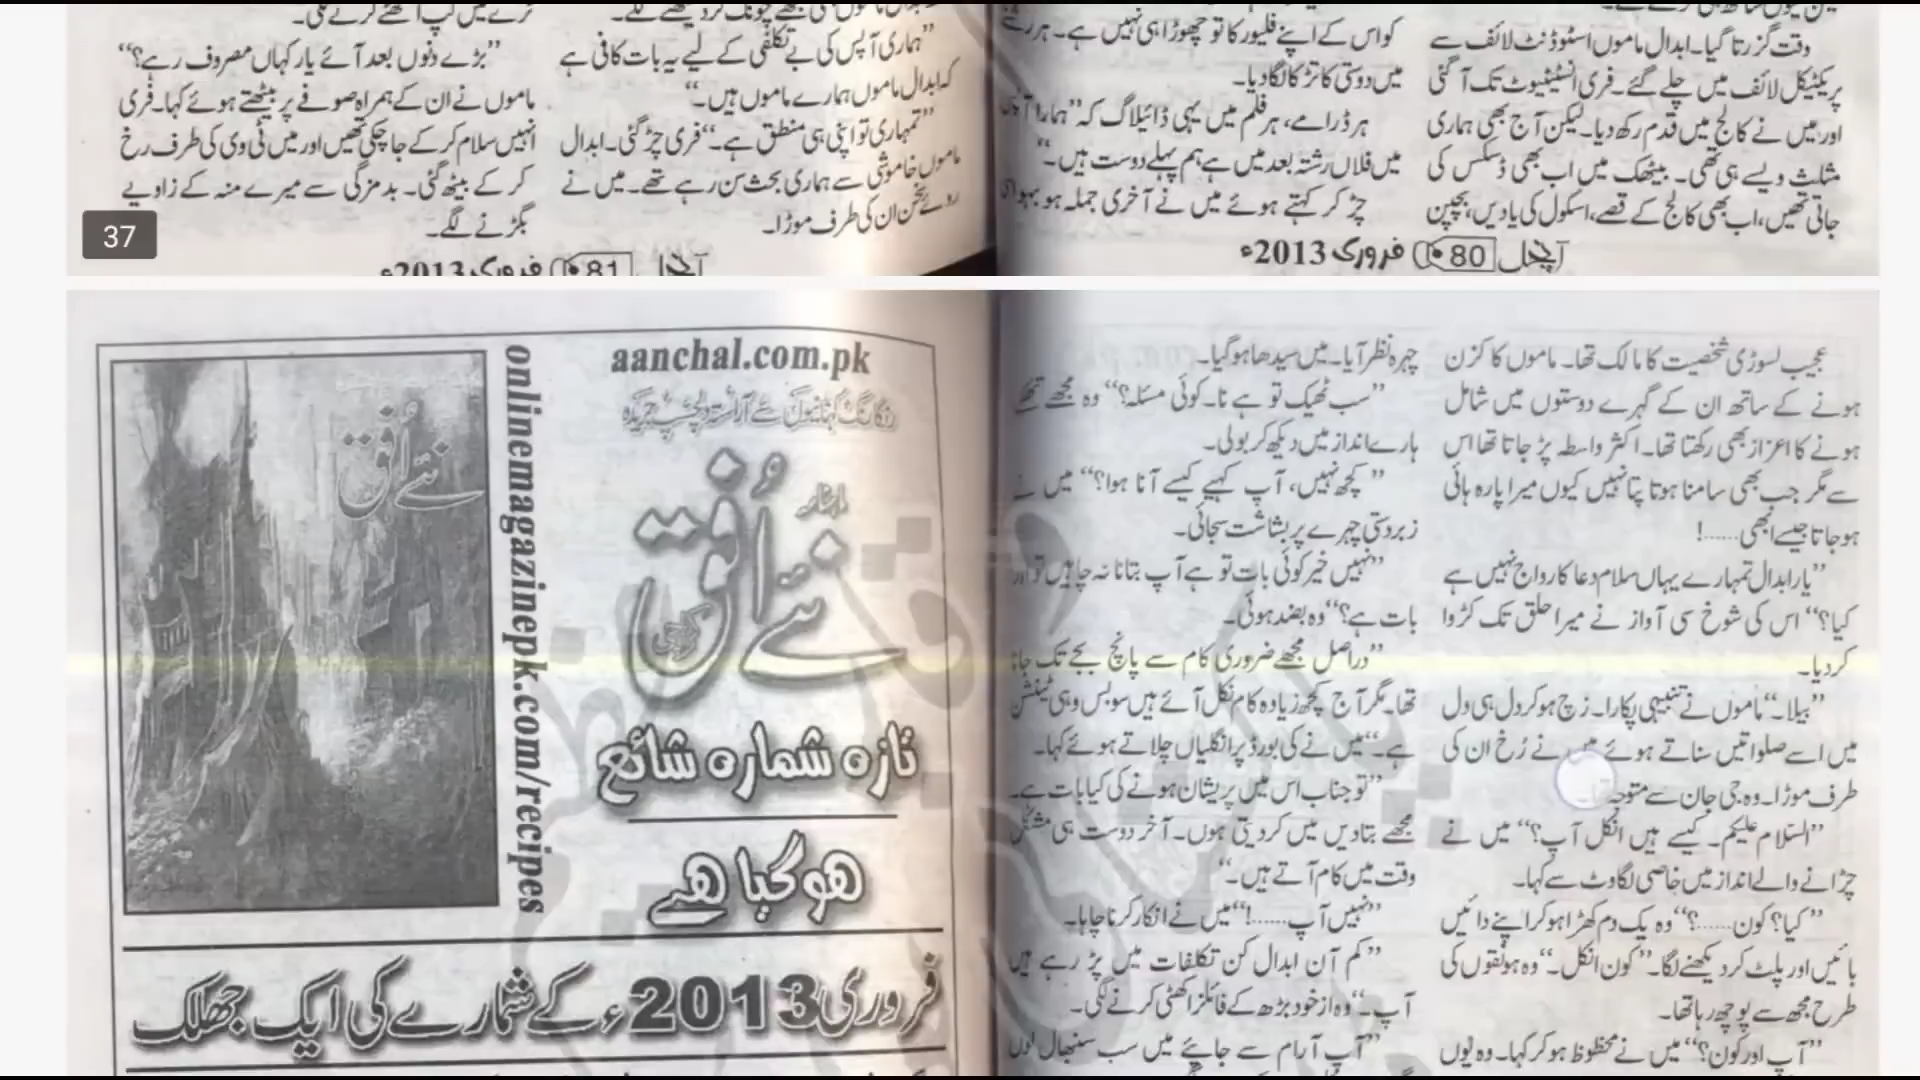 وقت گزرتا گیا۔ ابدال ماموں اسٹوڈنٹ لائف سے
پریکٹیکل لائف میں چلے گئے۔ فری انسٹیٹیوٹ تک آ گئی
اور میں نے کالج میں قدم رکھ دیا۔ لیکن آج بھی ہماری
مثلث ویسے ہی تھی۔ بیٹھک میں اب بھی ڈسکس کی
جاتی تھیں، اب بھی کالج کے قصے، اسکول کی یادیں، بچپن
کو اس کے اپنے فلیور کا تو چھوڑا ہی نہیں ہے۔ ہر رشتے
میں دوستی کا تڑکا لگا دیا۔
ہر ڈرامے، ہر فلم میں یہی ڈائیلاگ کہ ”ہمارا
میں فلاں رشتہ بعد میں ہے ہم پہلے دوست ہیں۔“
چڑ کر کہتے ہوئے میں نے آخری جملہ ہو بہو
آنچل 80 فروری 2013ء
”ہماری آپس کی بے تکلفی کے لیے یہ بات کافی ہے
کہ ابدال ماموں ہمارے ماموں ہیں۔“
”تمہاری تو اپنی ہی منطق ہے۔“ فری چڑ گئی۔ ابدال
ماموں خاموشی سے ہماری بحث سن رہے تھے۔ میں نے
روئے سخن ان کی طرف موڑا۔
”بڑے دنوں بعد آئے یار کہاں مصروف رہے؟“
ماموں نے ان کے ہمراہ صوفے پر بیٹھتے ہوئے کہا۔ فری
انہیں سلام کر کے جا چکی تھیں اور میں ٹی وی کی طرف رخ
کر کے بیٹھ گئی۔ بدمزگی سے میرے منہ کے زاویے
بگڑنے لگے۔
آنچل 81 فروری 2013ء
37
عجیب لسوڑی شخصیت کا مالک تھا۔ ماموں کا کزن
ہونے کے ساتھ ان کے گہرے دوستوں میں شامل
ہونے کا اعزاز بھی رکھتا تھا۔ اکثر واسطہ پڑ جاتا تھا اس
سے مگر جب بھی سامنا ہوتا پتا نہیں کیوں میرا پارہ ہائی
ہو جاتا جیسے ابھی......!
”یار ابدال تمہارے یہاں سلام دعا کا رواج نہیں ہے
کیا؟“ اس کی شوخ سی آواز نے میرا حلق تک کڑوا
کر دیا۔
”بیلا۔“ ماموں نے تنبیہی پکارا۔ زچ ہو کر دل ہی دل
میں اسے صلواتیں سناتے ہوئے میں نے رُخ ان کی
طرف موڑا۔ وہ جی جان سے متوجہ تھا۔
”السّلام علیکم۔ کیسے ہیں انکل آپ؟“ میں نے
چڑانے والے انداز میں خاصی لگاوٹ سے کہا۔
”کیا؟ کون......؟“ وہ یک دم کھڑا ہو کر اپنے دائیں
بائیں اور پلٹ کر دیکھنے لگا۔ ”کون انکل۔“ وہ ہونّقوں کی
طرح مجھ سے پوچھ رہا تھا۔
”آپ اور کون؟“ میں نے محظوظ ہو کر کہا۔ وہ یوں
چہرہ نظر آیا۔ میں سیدھا ہو گیا۔
”سب ٹھیک تو ہے نا۔ کوئی مسئلہ؟“ وہ مجھے تھکے
ہارے انداز میں دیکھ کر بولی۔
”کچھ نہیں، آپ کہیے کیسے آنا ہوا؟“ میں نے
زبردستی چہرے پر بشاشت سجائی۔
”نہیں خیر کوئی بات تو ہے آپ بتانا نہ چاہیں تو اور
بات ہے؟“ وہ بضد ہوئی۔
”دراصل مجھے ضروری کام سے پانچ بجے تک جانا
تھا۔ مگر آج کچھ زیادہ کام نکل آئے ہیں سو بس وہی ٹینشن
ہے۔“ میں نے کی بورڈ پر انگلیاں چلاتے ہوئے کہا۔
”تو جناب اس میں پریشان ہونے کی کیا بات ہے۔
مجھے بتا دیں میں کر دیتی ہوں۔ آخر دوست ہی مشکل
وقت میں کام آتے ہیں۔“
”نہیں آپ......!“ میں نے انکار کرنا چاہا۔
”کم آن ابدال کن تکلفات میں پڑ رہے ہیں
آپ۔“ وہ از خود بڑھ کے فائلز اکٹھی کرنے لگی۔
”آپ آرام سے جائیے میں سب سنبھال لوں
aanchal.com.pk
رنگا رنگ کہانیوں سے آراستہ دلچسپ جریدہ
ماہنامہ
نئے اُفق
کراچی
تازہ شمارہ شائع
ہو گیا ہے
onlinemagazinepk.com/recipes
نئے اُفق
فروری 2013ء کے شمارے کی ایک جھلک